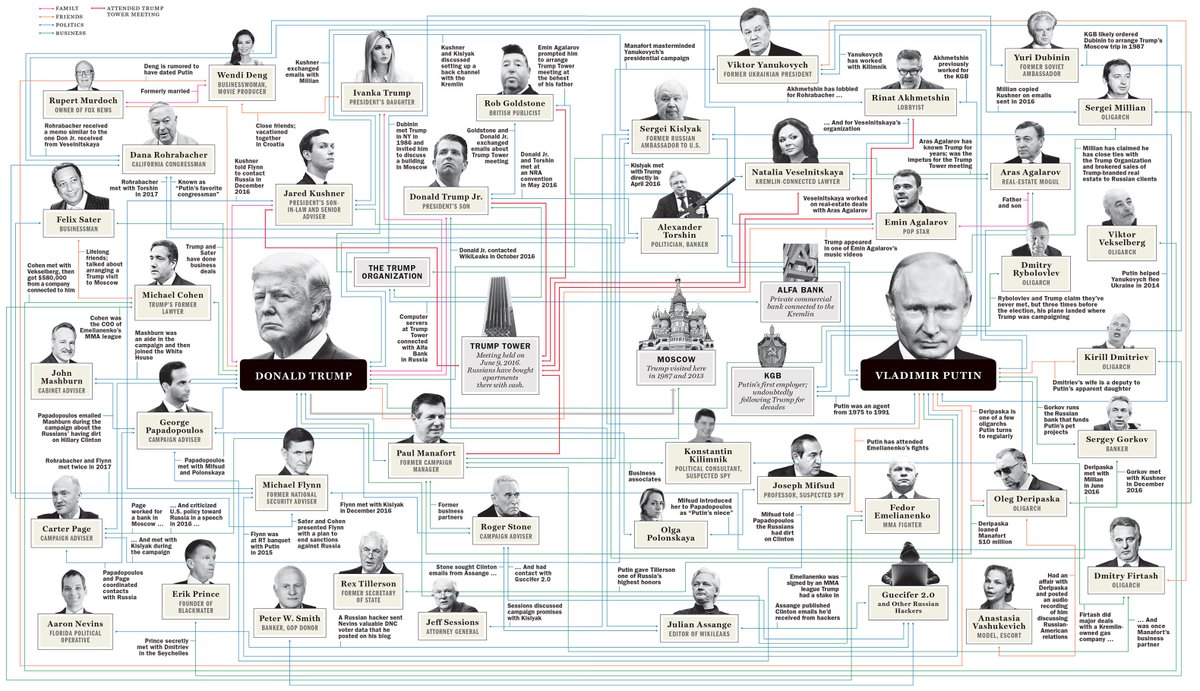 FAMILY
FRIENDS
POLITICS
BUSINESS
ATTENDED TRUMP
TOWER MEETING
Deng is rumored to
have dated Putin
Wendi Deng
BUSINESSWOMAN,
MOVIE PRODUCER
Kushner
exchanged
emails with
Millian
Ivanka Trump
PRESIDENT'S DAUGHTER
Kushner
and Kislyak
discussed
setting up a
back channel
with the
Kremlin
Rob Goldstone
BRITISH PUBLICIST
Emin Agalarov
prompted him
to arrange
Trump Tower
meeting at
the behest
of his father
Manafort masterminded
Yanukovych's
presidential campaign
Viktor Yanukovych
FORMER UKRAINIAN PRESIDENT
Yanukovych
has worked
with Kilimnik
Akhmetshin
previously
worked for
the KGB
Rinat Akhmetshin
LOBBYIST
Akhmetshin has lobbied
for Rohrabacher ...
Yuri Dubinin
FORMER SOVIET
AMBASSADOR
KGB likely ordered
Dubinin to arrange Trump's
Moscow trip in 1987
Millian copied
Kushner on emails
sent in 2016
Sergei Millian
OLIGARCH
Rupert Murdoch
OWNER OF FOX NEWS
Formerly married
Rohrabacher received
a memo similar to the
one Don Jr. received
from Veselnitskaya
Dana Rohrabacher
CALIFORNIA CONGRESSMAN
Close friends;
vacationed
together
in Croatia
Rohrabacher
met with Torshin
in 2017
Known as
"Putin's favorite
congressman"
Kushner
told Flynn
to contact
Russia in
December
2016
Jared Kushner
PRESIDENT'S SON-
IN-LAW AND SENIOR
ADVISER
Dubinin
met Trump
in NY in
1986 and
invited him
to discuss
a building
in Moscow
Goldstone and
Donald Jr.
exchanged
emails about
Trump Tower
meeting
Donald Trump Jr.
PRESIDENT'S SON
Donald Jr.
and Torshin
met at an
NRA
convention in
May 2016
Sergei Kislyak
FORMER RUSSIAN
AMBASSADOR TO U.S.
Kislyak met
with Trump
directly in
April 2016
... And for Veselnitskaya's
organization
Natalia Veselnitskaya
KREMLIN-CONNECTED LAWYER
Veselnitskaya worked
on real-estate deals
with Aras Agalarov
Alexander
Torshin
POLITICIAN, BANKER
Aras Agalarov
has known Trump
for years; was the
impetus for the Trump
Tower meeting
Aras Agalarov
REAL-ESTATE MOGUL
Millian has claimed he
has close ties with
the Trump Organization
and brokered sales of
Trump-branded real
estate to Russian clients
Father
and son
Emin Agalarov
POP STAR
Trump appeared
in one of Emin Agalarov's
music videos
Viktor
Vekselberg
OLIGARCH
Dmitry
Rybolovlev
OLIGARCH
Putin helped
Yanukovych flee
Ukraine in 2014
Rybolovlev and Trump claim they've
never met, but three times before
the election, his plane landed where
Trump was campaigning
Felix Sater
BUSINESSMAN
Lifelong
friends;
talked about
arranging a
Trump visit
to Moscow
Trump and
Sater have
done
business
deals
Cohen met with
Vekselberg, then
got $580,000
from a company
connected to him
Michael Cohen
TRUMP'S FORMER
LAWYER
Cohen was
the COO of
Emelianenko's
MMA league
Mashburn was
an aide in the
campaign and then
joined the White
House
Donald Jr. contacted
WikiLeaks in October 2016
THE TRUMP
ORGANIZATION
Computer
servers at
Trump Tower
connected
with Alfa
Bank
in Russia
TRUMP TOWER
Meeting held on
June 9, 2016.
Russians have bought
apartments
there with cash.
ALFA BANK
Private commercial
bank connected to the
Kremlin
MOSCOW
Trump visited here
in 1987 and 2013
KGB
Putin's first employer;
undoubtedly
following Trump for
decades
DONALD TRUMP
VLADIMIR PUTIN
Putin was an agent
from 1975 to 1991
Kirill Dmitriev
OLIGARCH
Dmitriev's wife is a deputy to
Putin's apparent daughter
John
Mashburn
CABINET ADVISER
George
Papadopoulos
CAMPAIGN ADVISER
Papadopoulos emailed
Mashburn during the
campaign about the
Russians' having dirt
on Hillary Clinton
Papadopoulos
met with Mifsud
and Polonskaya
Rohrabacher and Flynn
met twice in 2017
Paul Manafort
FORMER CAMPAIGN
MANAGER
Michael Flynn
FORMER NATIONAL
SECURITY ADVISER
Flynn met with Kislyak
in December 2016
Former
business
partners
Roger Stone
CAMPAIGN ADVISER
Konstantin
Kilimnik
POLITICAL CONSULTANT,
SUSPECTED SPY
Business
associates
Joseph Mifsud
PROFESSOR, SUSPECTED SPY
Mifsud introduced
her to Papadopoulos
as "Putin's niece"
Olga
Polonskaya
Mifsud told
Papadopoulos
the Russians
had dirt
on Clinton
Putin has attended
Emelianenko's fights
Fedor
Emelianenko
MMA FIGHTER
Deripaska is
one of a few
oligarchs
Putin turns
to regularly
Gorkov runs
the Russian
bank that funds
Putin's pet
projects
Sergey Gorkov
BANKER
Oleg Deripaska
OLIGARCH
Deripaska
met with
Millian
in June
2016
Gorkov met
with Kushner in
December 2016
Deripaska
loaned
Manafort
$10 million
Carter Page
CAMPAIGN ADVISER
Page
worked for
a bank in
Moscow ...
... And criticized
U.S. policy toward
Russia in a speech
in 2016 ...
... And met with
Kislyak during
the campaign
Flynn was
at RT banquet
with Putin
in 2015
Sater and Cohen
presented Flynn
with a plan to
end sanctions
against Russia
Papadopoulos
and Page
coordinated
contacts
with Russia
Aaron Nevins
FLORIDA POLITICAL
OPERATIVE
Erik Prince
FOUNDER OF
BLACKWATER
Prince secretly
met with Dmitriev
in the Seychelles
Peter W. Smith
BANKER, GOP DONOR
Rex Tillerson
FORMER SECRETARY
OF STATE
A Russian hacker sent
Nevins valuable DNC
voter data that he
posted on his blog
Stone sought Clinton
emails from Assange ...
... And had
contact with
Guccifer 2.0
Jeff Sessions
ATTORNEY GENERAL
Sessions discussed
campaign promises
with Kislyak
Putin gave Tillerson
one of Russia's
highest honors
Julian Assange
EDITOR OF WIKILEAKS
Emelianenko was
signed by an MMA
league Trump
had a stake in
Assange published
Clinton emails he'd
received from hackers
Guccifer 2.0
and Other Russian
Hackers
Anastasia
Vashukevich
MODEL, ESCORT
Had an
affair with
Deripaska
and posted
an audio
recording
of him
discussing
Russian-
American
relations
Dmitry Firtash
OLIGARCH
Firtash did
major deals
with a Kremlin-
owned gas
company ...
... And
was once
Manafort's
business
partner